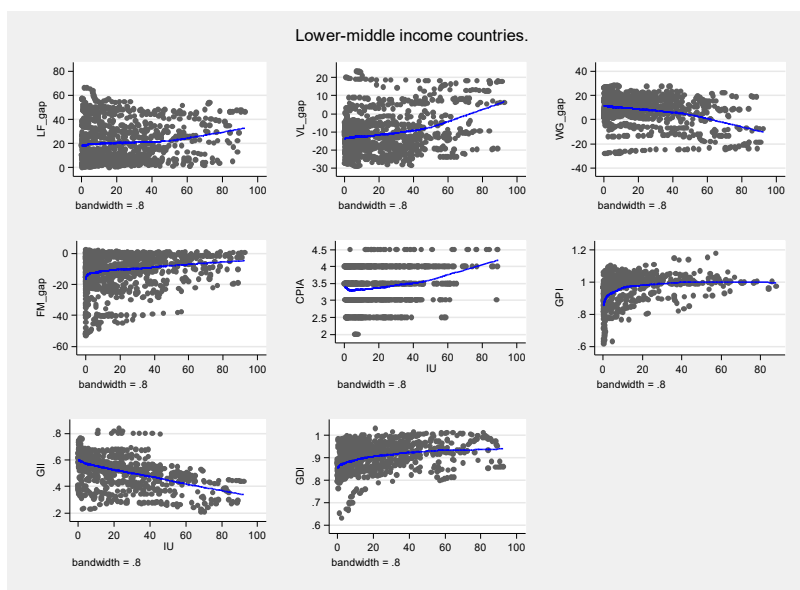 Lower-middle income countries.
LF_gap
80
60
40
20
0
0 20 40 60 80 100
bandwidth = .8
VL_gap
20
10
0
-10
-20
-30
0 20 40 60 80 100
bandwidth = .8
WG_gap
40
20
0
-20
-40
0 20 40 60 80 100
bandwidth = .8
FM_gap
0
-20
-40
-60
0 20 40 60 80 100
bandwidth = .8
CPIA
4.5
4
3.5
3
2.5
2
0 20 40 60 80 100
IU
bandwidth = .8
GPI
1.2
1
.8
.6
0 20 40 60 80
bandwidth = .8
GII
.8
.6
.4
.2
0 20 40 60 80 100
IU
bandwidth = .8
GDI
1
.9
.8
.7
.6
0 20 40 60 80 100
bandwidth = .8